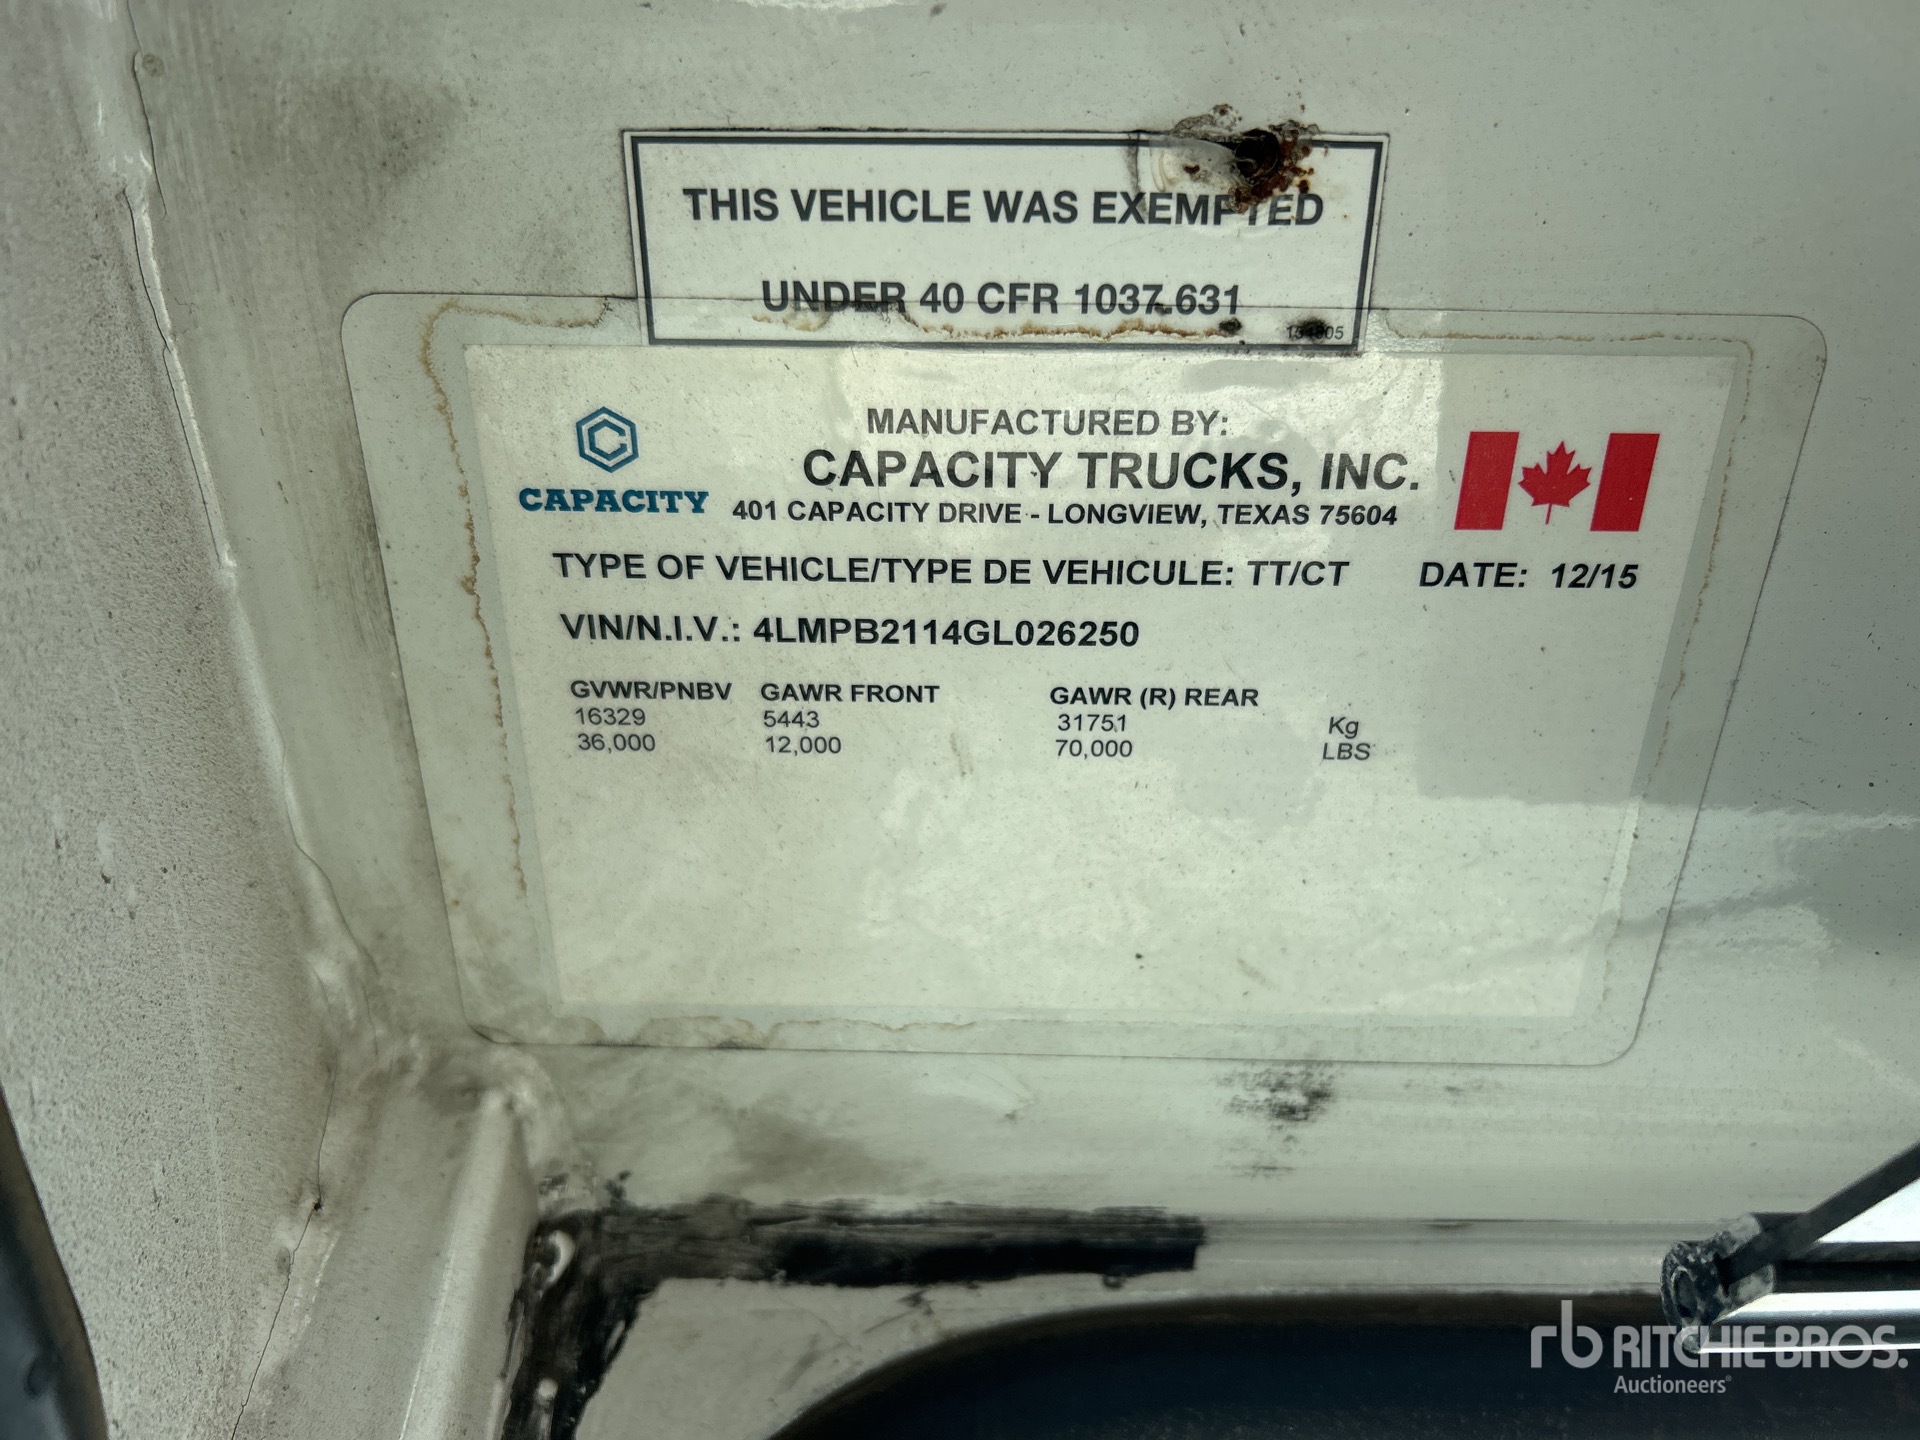 THIS VEHICLE WAS EXEMPTED
UNDER 40 CFR 1037.631
CAPACITY
MANUFACTURED BY:
CAPACITY TRUCKS, INC.
401 CAPACITY DRIVE - LONGVIEW, TEXAS 75604
TYPE OF VEHICLE/TYPE DE VEHICULE: TT/CT DATE: 12/15
VIN/N.I.V.: 4LMPB2114GL026250
GVWR/PNBV GAWR FRONT GAWR (R) REAR
16329 5443 31751 Kg
36,000 12,000 70,000 LBS
rb RITCHIE BROS.
Auctioneers